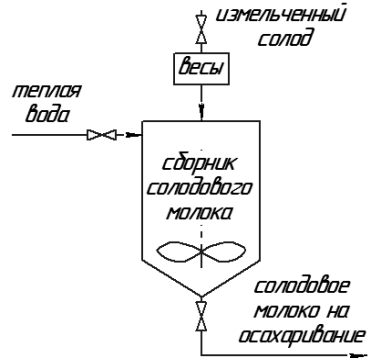 измельченный
солод
весы
теплая
вода
сборник
солодового
молока
солодовое
молоко на
осахаривание